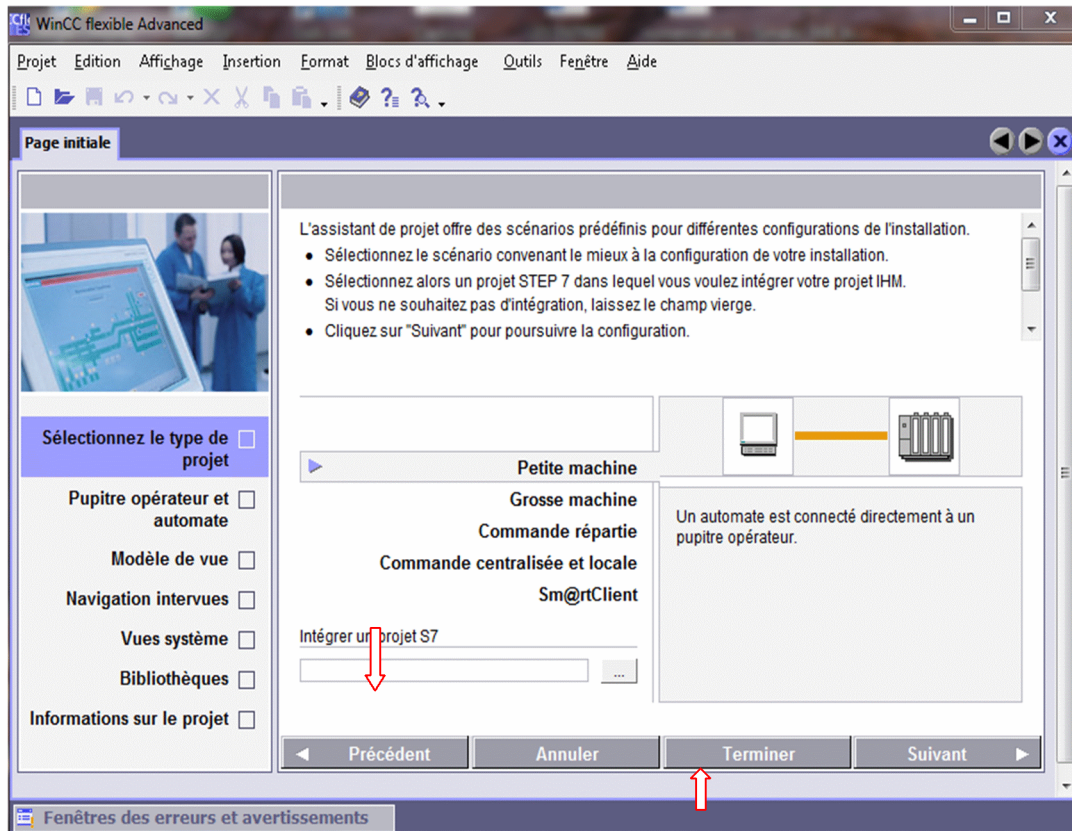 WinCC flexible Advanced
Projet Edition Affichage Insertion Format Blocs d'affichage Outils Fenêtre Aide
Page initiale
L'assistant de projet offre des scénarios prédéfinis pour différentes configurations de l'installation.
• Sélectionnez le scénario convenant le mieux à la configuration de votre installation.
• Sélectionnez alors un projet STEP 7 dans lequel vous voulez intégrer votre projet IHM.
Si vous ne souhaitez pas d'intégration, laissez le champ vierge.
• Cliquez sur "Suivant" pour poursuivre la configuration.
Sélectionnez le type de
projet
Pupitre opérateur et
automate
Modèle de vue
Navigation intervues
Vues système
Bibliothèques
Informations sur le projet
Petite machine
Grosse machine
Commande répartie
Commande centralisée et locale
Sm@rtClient
Intégrer un projet S7
...
Un automate est connecté directement à un
pupitre opérateur.
Précédent
Annuler
Terminer
Suivant
Fenêtres des erreurs et avertissements